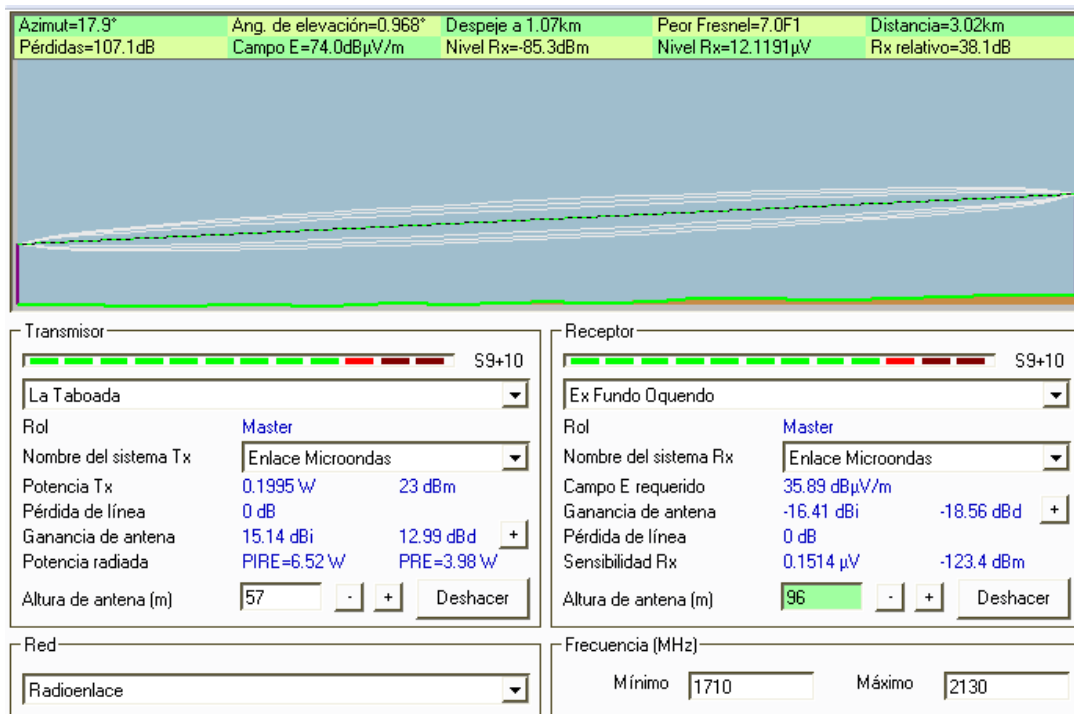 Azimut=17.9° Ang. de elevación=0.968° Despeje a 1.07km Peor Fresnel=7.0F1 Distancia=3.02km
Pérdidas=107.1dB Campo E=74.0dBµV/m Nivel Rx=-85.3dBm Nivel Rx=12.1191µV Rx relativo=38.1dB
Transmisor
S9+10
La Taboada
Rol Master
Nombre del sistema Tx Enlace Microondas
Potencia Tx 0.1995 W 23 dBm
Pérdida de línea 0 dB
Ganancia de antena 15.14 dBi 12.99 dBd +
Potencia radiada PIRE=6.52 W PRE=3.98 W
Altura de antena (m) 57 - + Deshacer
Receptor
S9+10
Ex Fundo Oquendo
Rol Master
Nombre del sistema Rx Enlace Microondas
Campo E requerido 35.89 dBµV/m
Ganancia de antena -16.41 dBi -18.56 dBd +
Pérdida de línea 0 dB
Sensibilidad Rx 0.1514 µV -123.4 dBm
Altura de antena (m) 96 - + Deshacer
Red
Radioenlace
Frecuencia (MHz)
Mínimo 1710 Máximo 2130